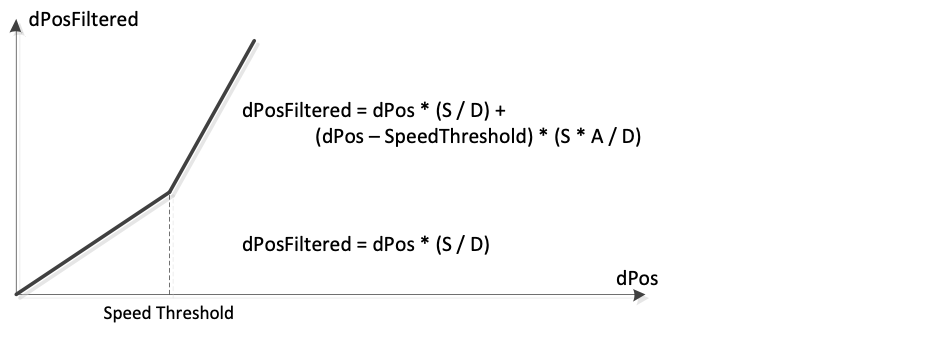 dPosFiltered
dPosFiltered = dPos * (S / D) +
(dPos – SpeedThreshold) * (S * A / D)
dPosFiltered = dPos * (S / D)
dPos
Speed Threshold